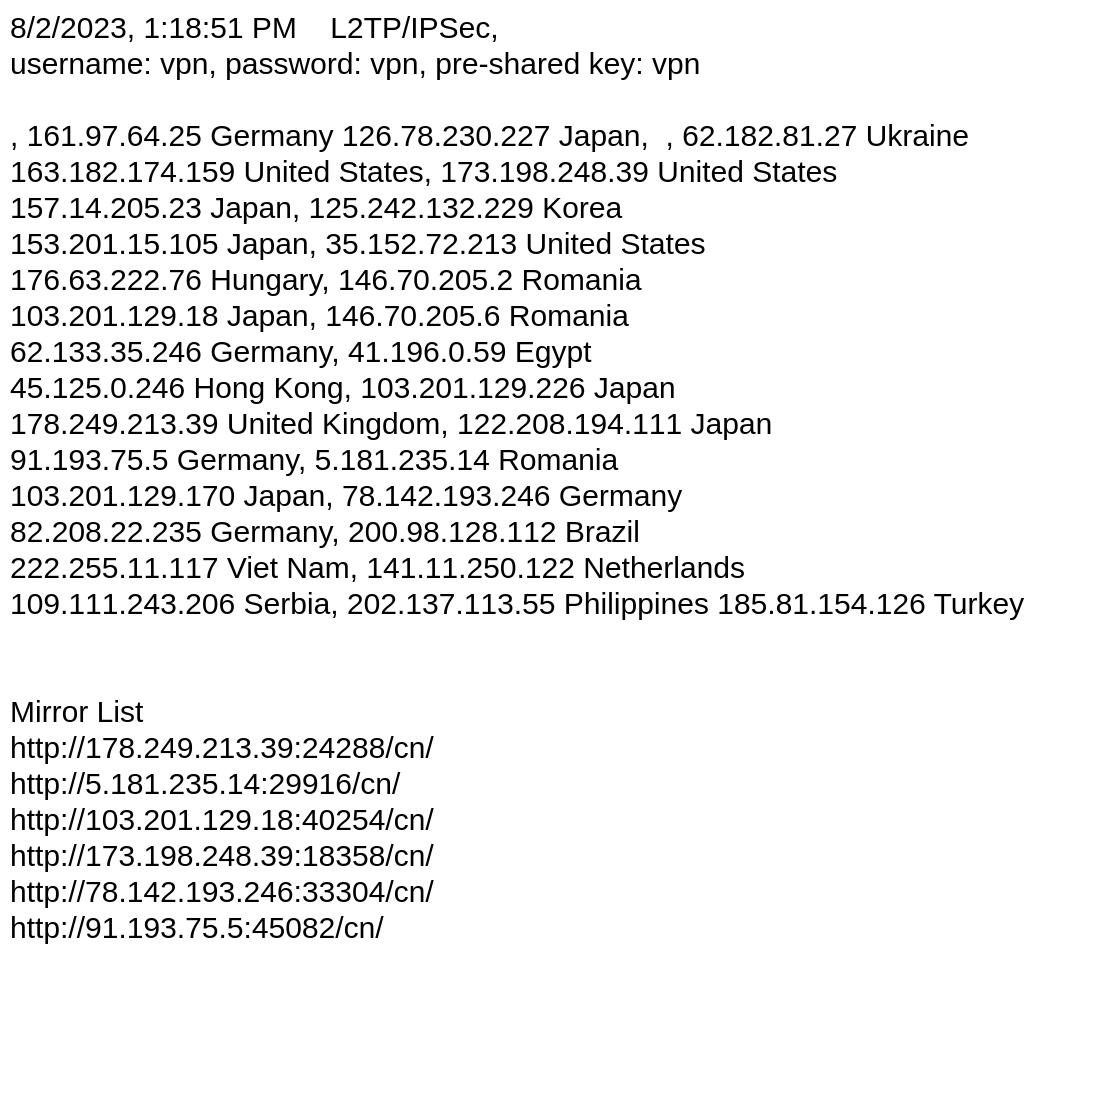 8/2/2023, 1:18:51 PM    L2TP/IPSec,
username: vpn, password: vpn, pre-shared key: vpn
, 161.97.64.25 Germany 126.78.230.227 Japan,  , 62.182.81.27 Ukraine
163.182.174.159 United States, 173.198.248.39 United States
157.14.205.23 Japan, 125.242.132.229 Korea
153.201.15.105 Japan, 35.152.72.213 United States
176.63.222.76 Hungary, 146.70.205.2 Romania
103.201.129.18 Japan, 146.70.205.6 Romania
62.133.35.246 Germany, 41.196.0.59 Egypt
45.125.0.246 Hong Kong, 103.201.129.226 Japan
178.249.213.39 United Kingdom, 122.208.194.111 Japan
91.193.75.5 Germany, 5.181.235.14 Romania
103.201.129.170 Japan, 78.142.193.246 Germany
82.208.22.235 Germany, 200.98.128.112 Brazil
222.255.11.117 Viet Nam, 141.11.250.122 Netherlands
109.111.243.206 Serbia, 202.137.113.55 Philippines 185.81.154.126 Turkey
Mirror List
http://178.249.213.39:24288/cn/
http://5.181.235.14:29916/cn/
http://103.201.129.18:40254/cn/
http://173.198.248.39:18358/cn/
http://78.142.193.246:33304/cn/
http://91.193.75.5:45082/cn/